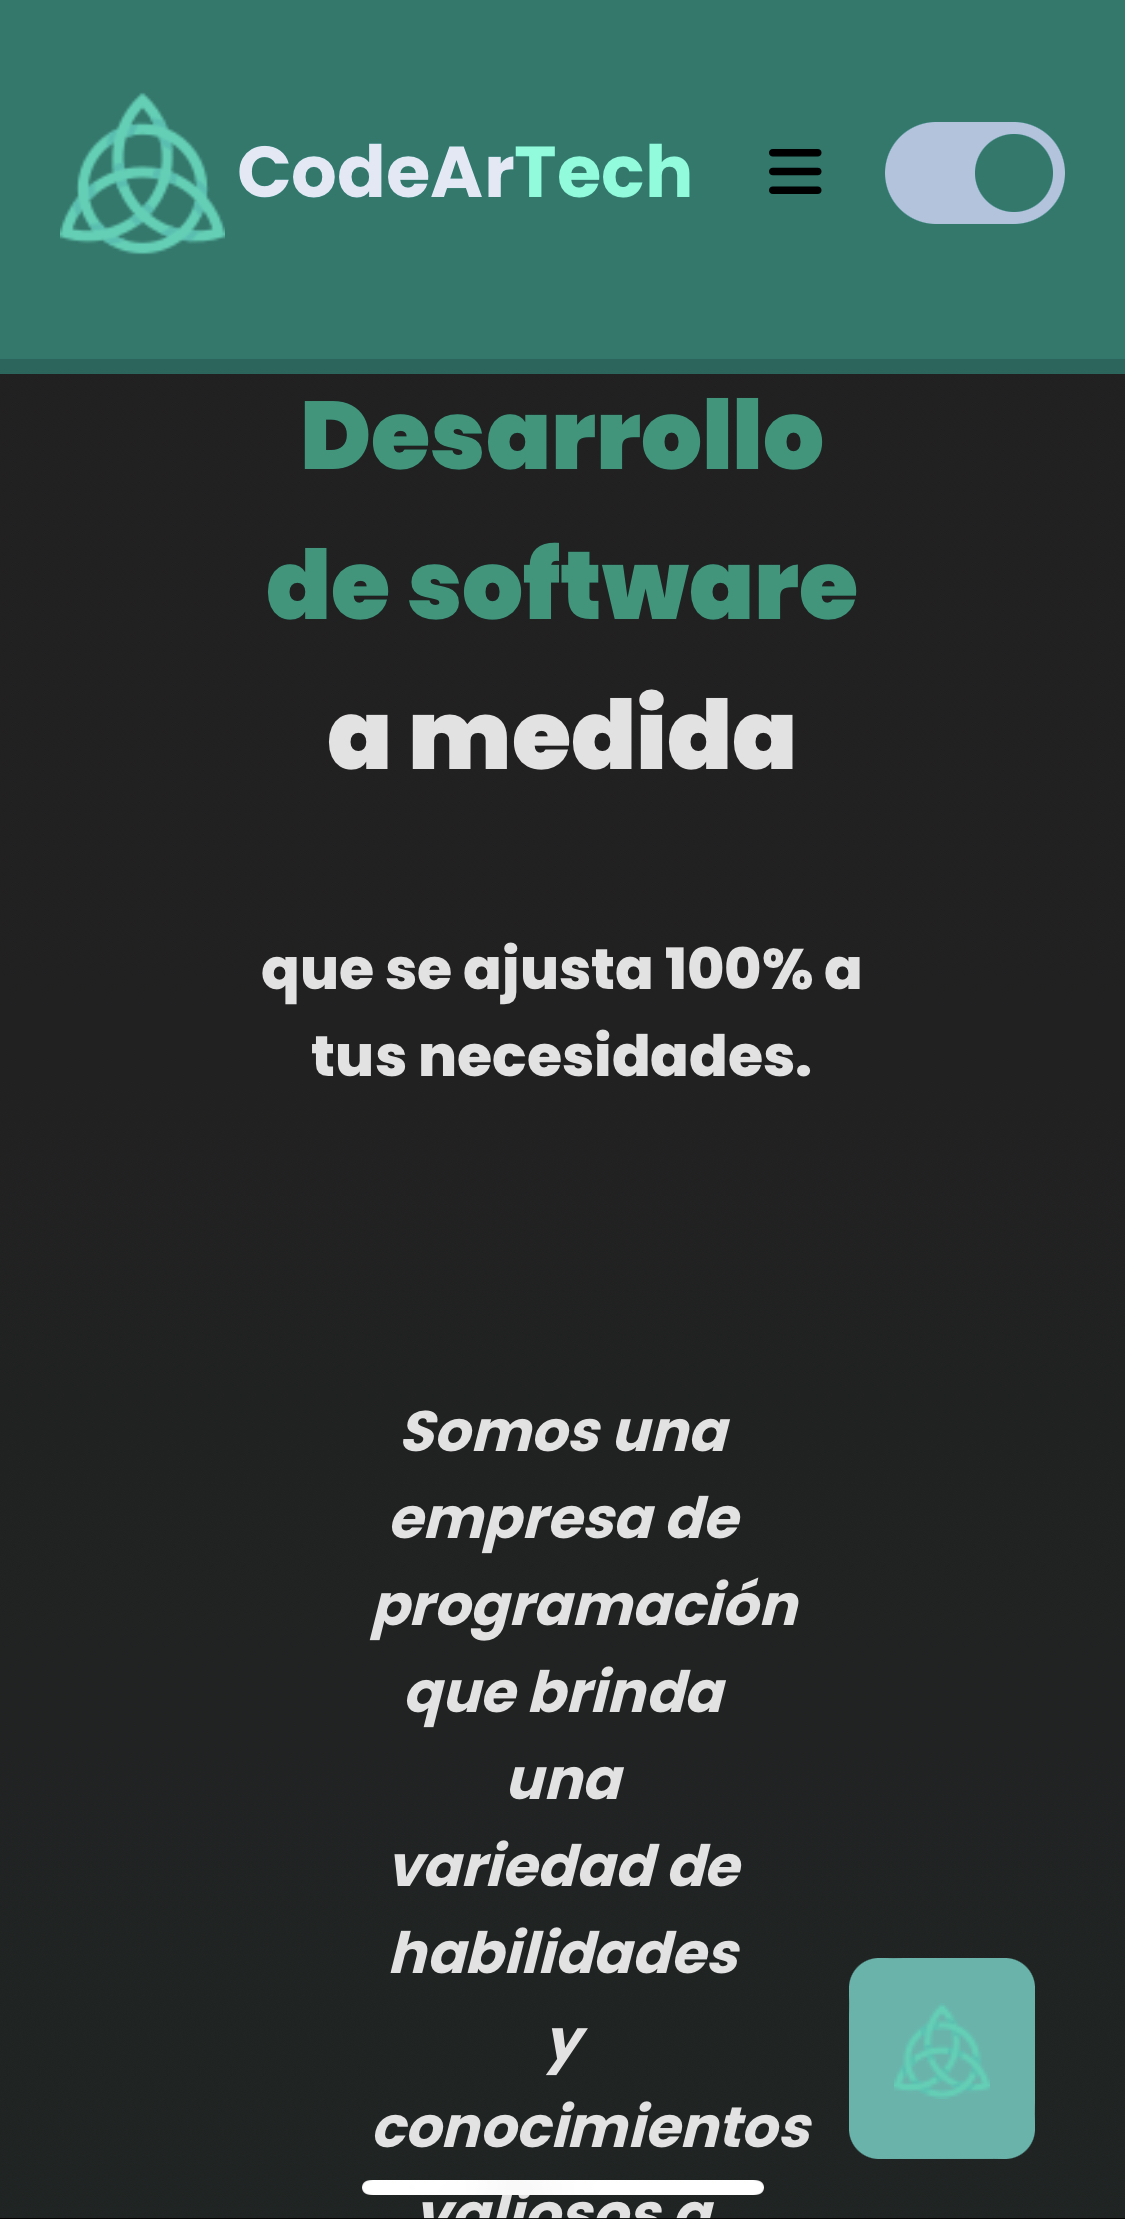 CodeArTech
Desarrollo
de software
a medida
que se ajusta 100% a
tus necesidades.
Somos una
empresa de
programación
que brinda
una
variedad de
habilidades
y
conocimientos
valiosos a